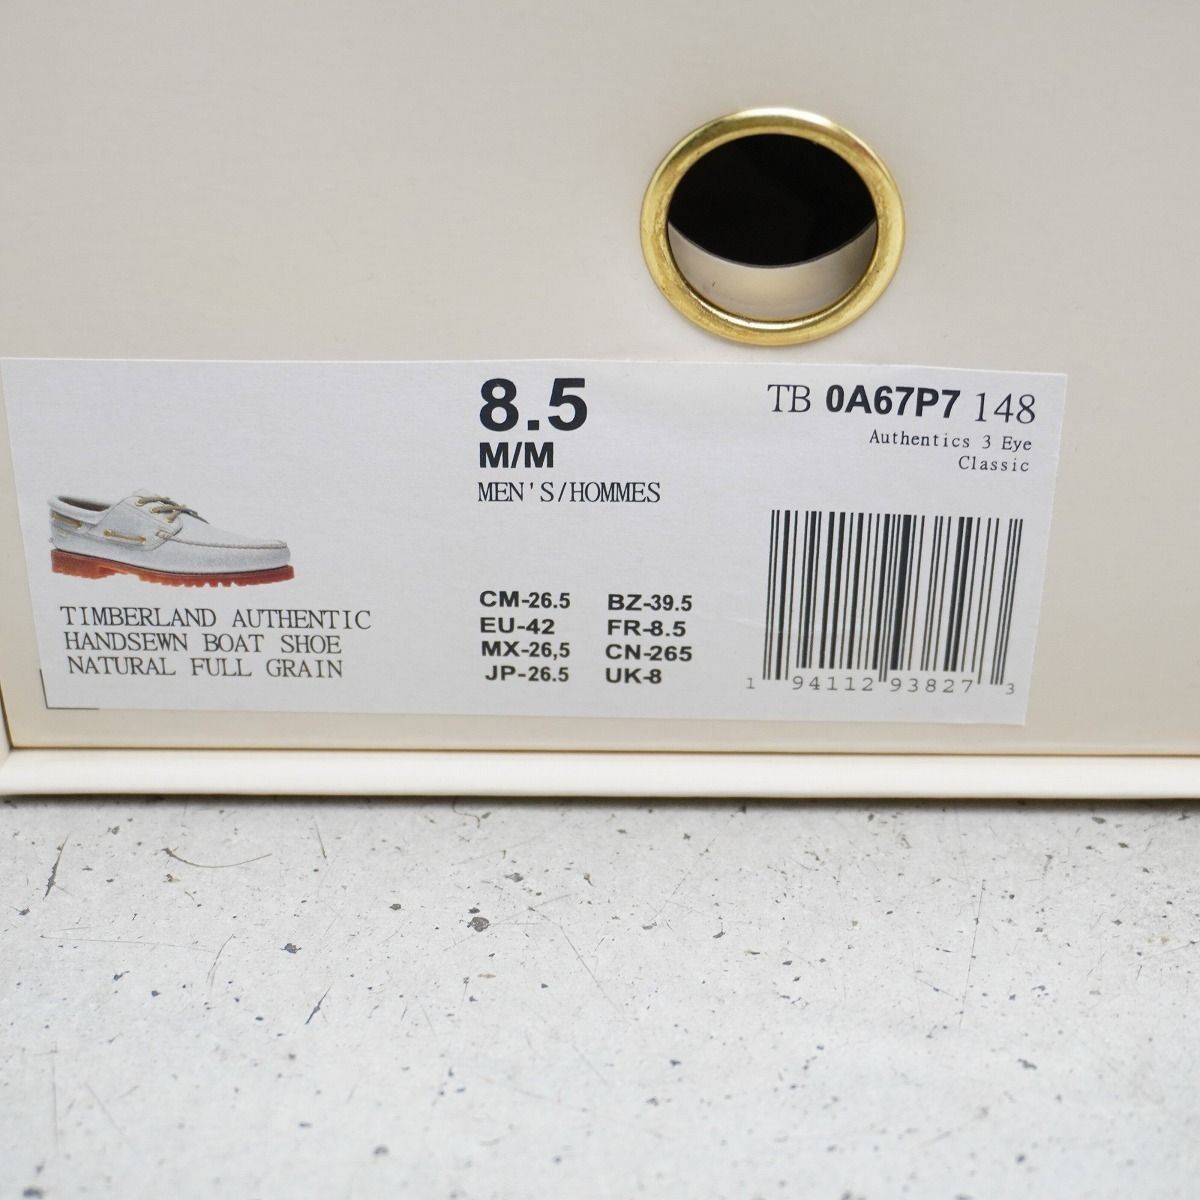 8.5
M/M
MEN'S/HOMMES
TB 0A67P7 148
Authentics 3 Eye
Classic
TIMBERLAND AUTHENTIC
HANDSEWN BOAT SHOE
NATURAL FULL GRAIN
CM-26.5 BZ-39.5
EU-42 FR-8.5
MX-26,5 CN-265
JP-26.5 UK-8
1 94112 93827 3